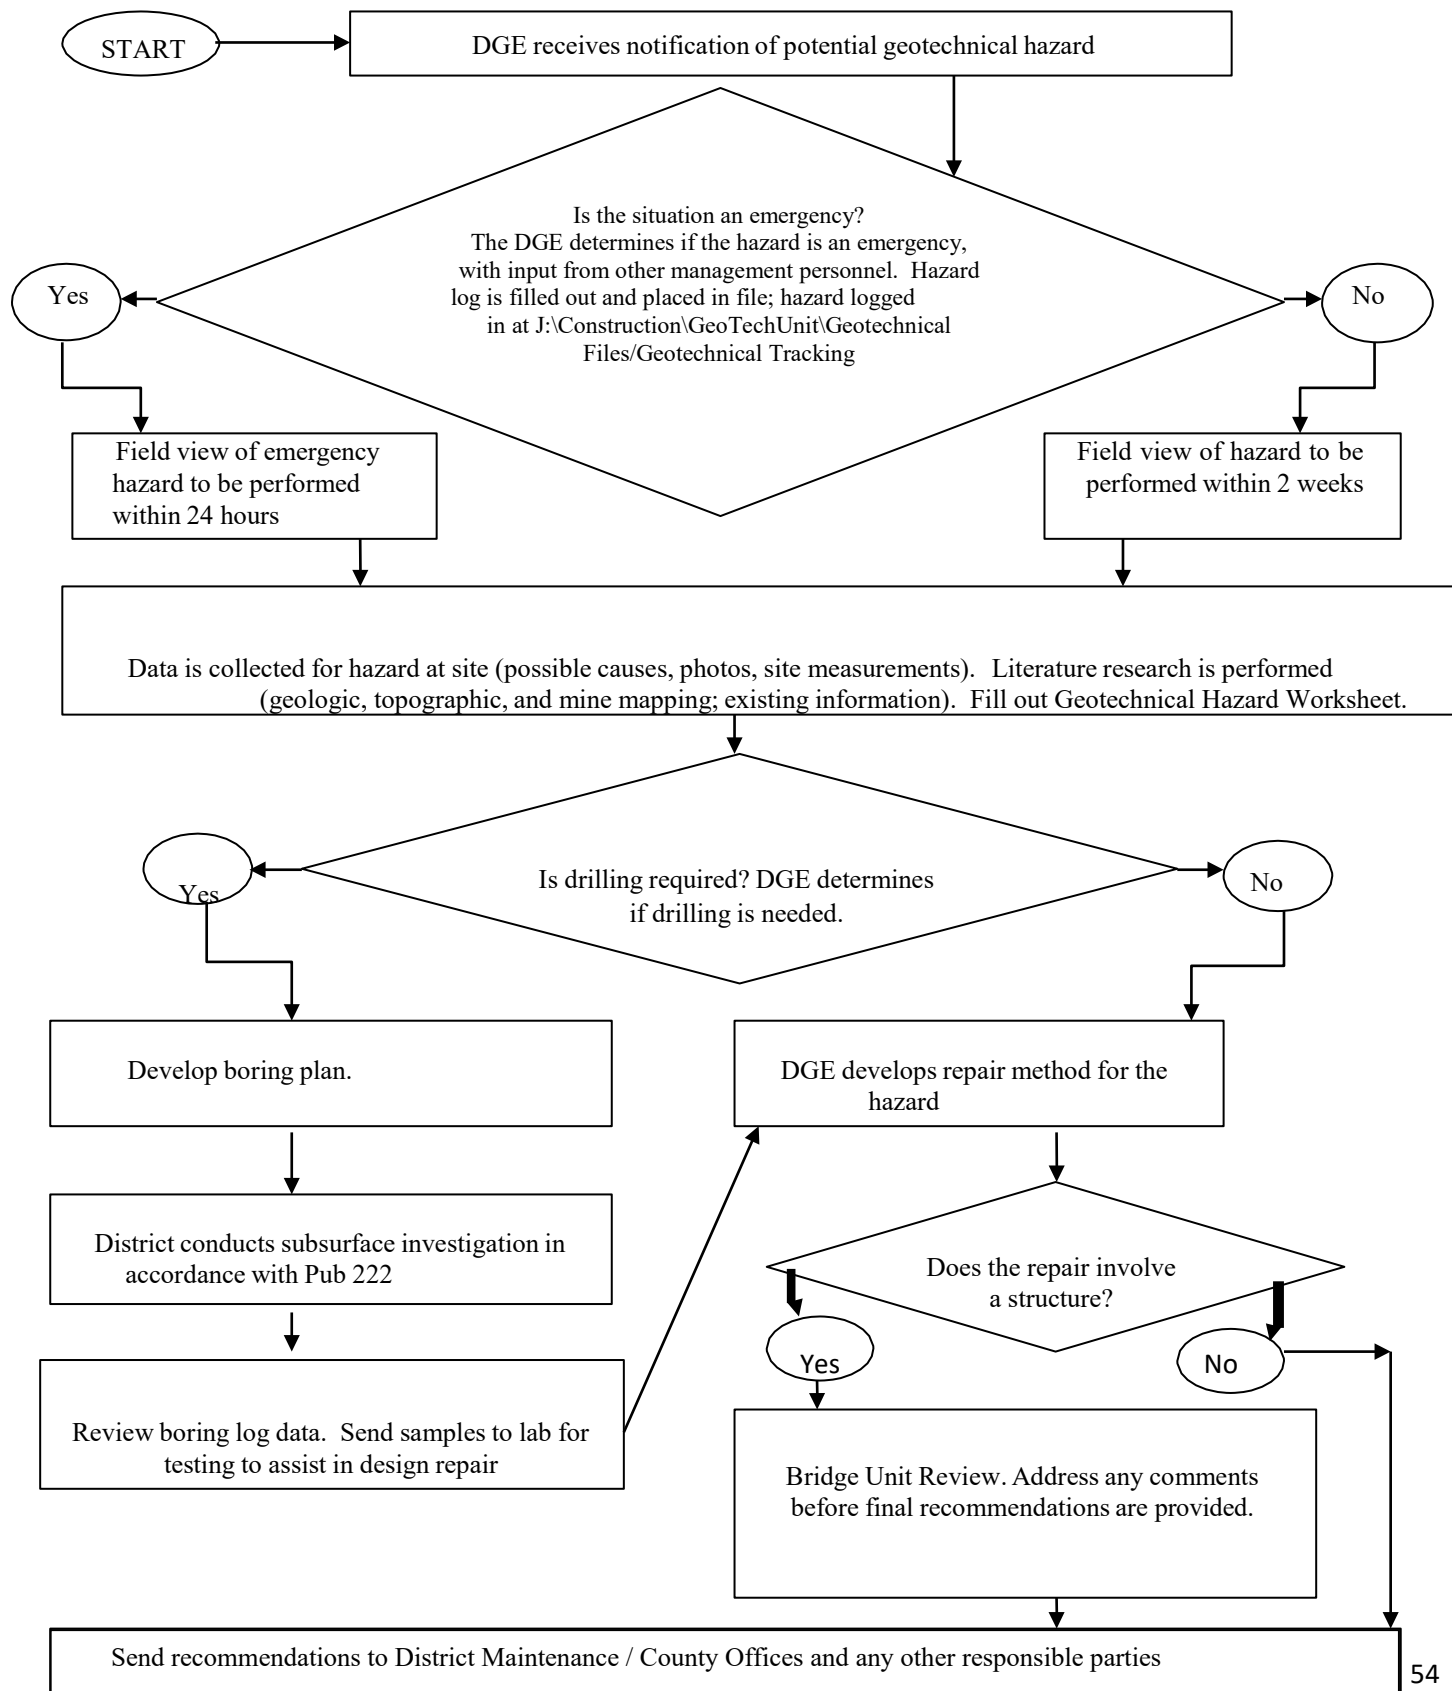 START
DGE receives notification of potential geotechnical hazard
Is the situation an emergency?
The DGE determines if the hazard is an emergency,
with input from other management personnel.  Hazard
log is filled out and placed in file; hazard logged
in at J:\Construction\GeoTechUnit\Geotechnical
Files/Geotechnical Tracking
Yes
No
Field view of emergency
hazard to be performed
within 24 hours
Field view of hazard to be
performed within 2 weeks
Data is collected for hazard at site (possible causes, photos, site measurements).  Literature research is performed
(geologic, topographic, and mine mapping; existing information).  Fill out Geotechnical Hazard Worksheet.
Is drilling required? DGE determines
if drilling is needed.
Yes
No
Develop boring plan.
DGE develops repair method for the
hazard
District conducts subsurface investigation in
accordance with Pub 222
Does the repair involve
a structure?
Yes
No
Review boring log data.  Send samples to lab for
testing to assist in design repair
Bridge Unit Review. Address any comments
before final recommendations are provided.
Send recommendations to District Maintenance / County Offices and any other responsible parties
54